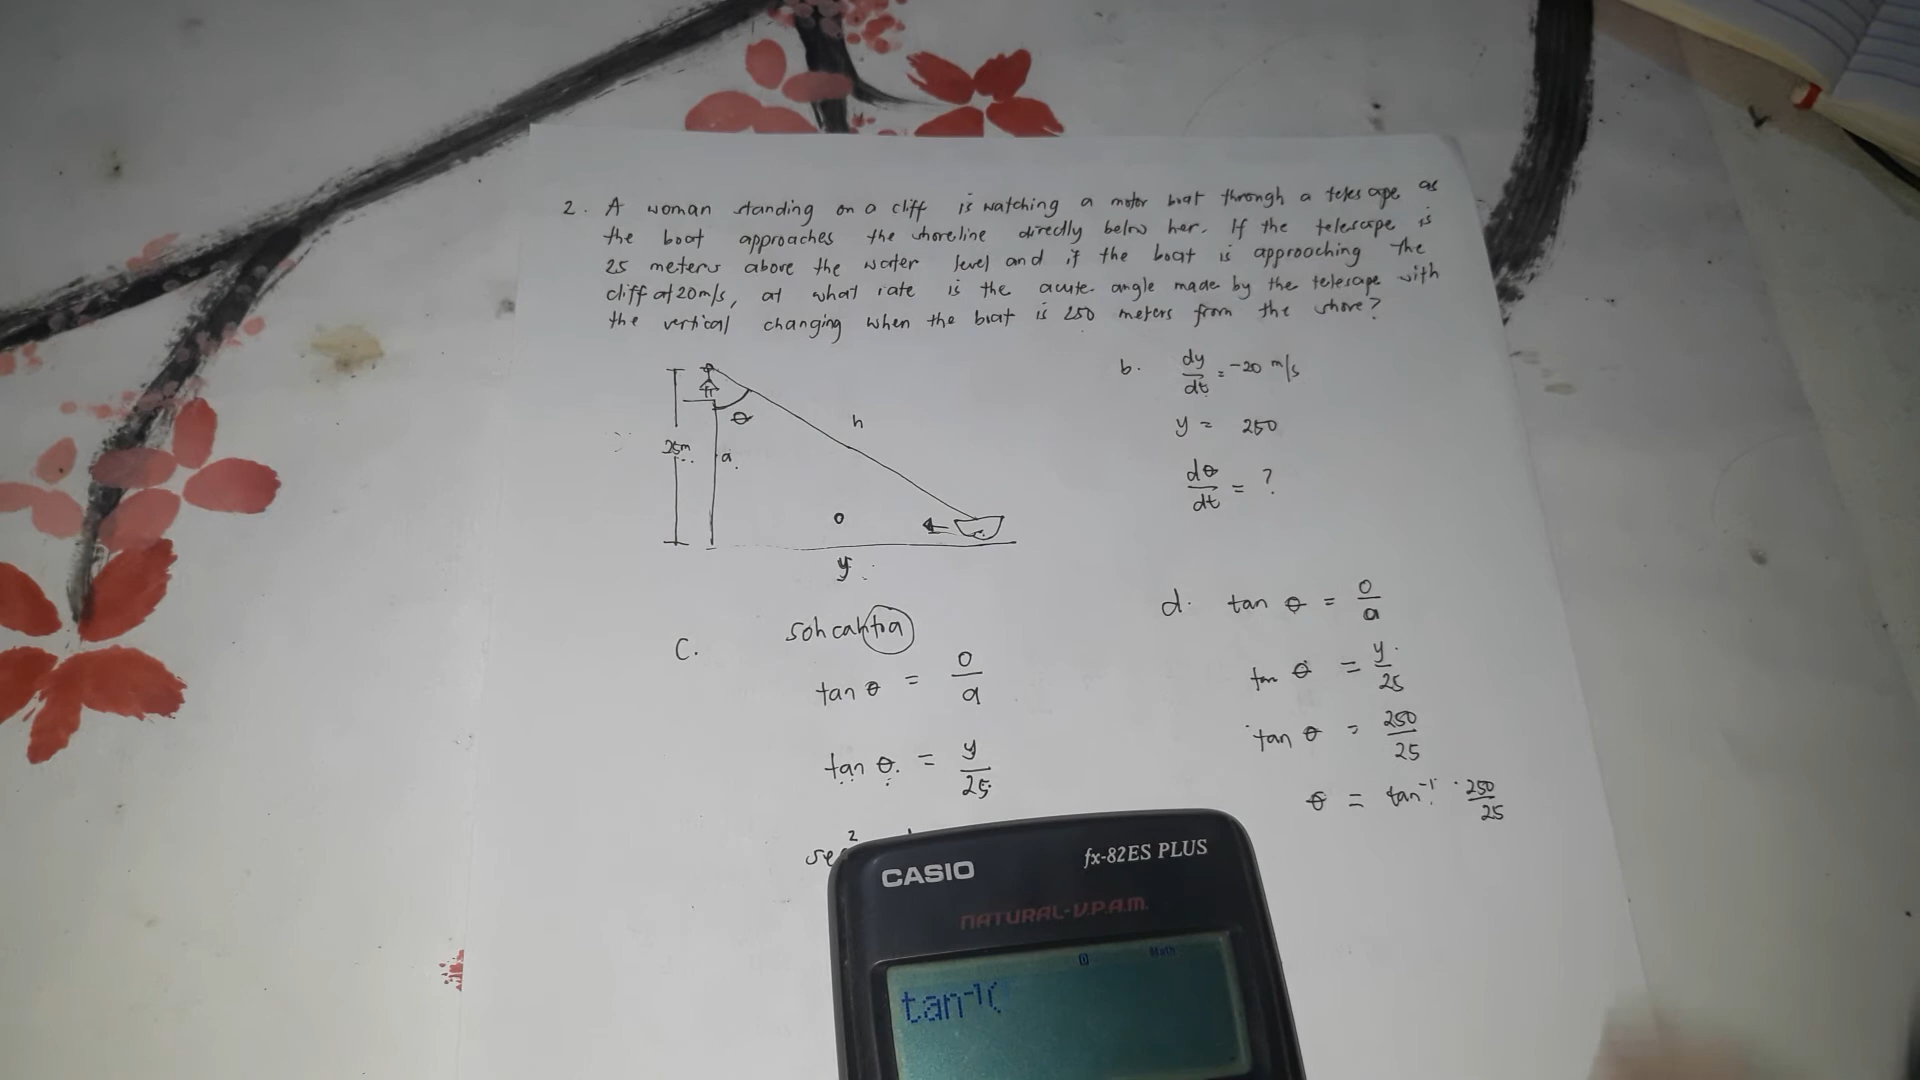 2. A woman standing on a cliff is watching a motor boat through a telescope as
the boat approaches the shoreline directly below her. If the telescope is
25 meters above the water level and if the boat is approaching the
cliff at 20 m/s, at what rate is the acute angle made by the telescope with
the vertical changing when the boat is 250 meters from the shore?
θ
h
25m
a
o
y
b. dy/dt = -20 m/s
y = 250
dθ/dt = ?
c. sohcahtoa
tan θ = o/a
tan θ = y/25
d. tan θ = o/a
tan θ = y/25
tan θ = 250/25
θ = tan⁻¹ 250/25
CASIO fx-82ES PLUS
NATURAL-V.P.A.M.
D Math
tan⁻¹(